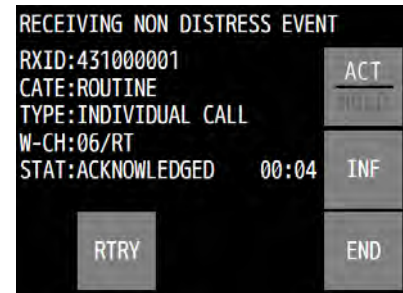 RECEIVING NON DISTRESS EVENT
RXID:431000001
CATE:ROUTINE
TYPE:INDIVIDUAL CALL
W-CH:06/RT
STAT:ACKNOWLEDGED 00:04
ACT
HOLD
INF
RTRY
END